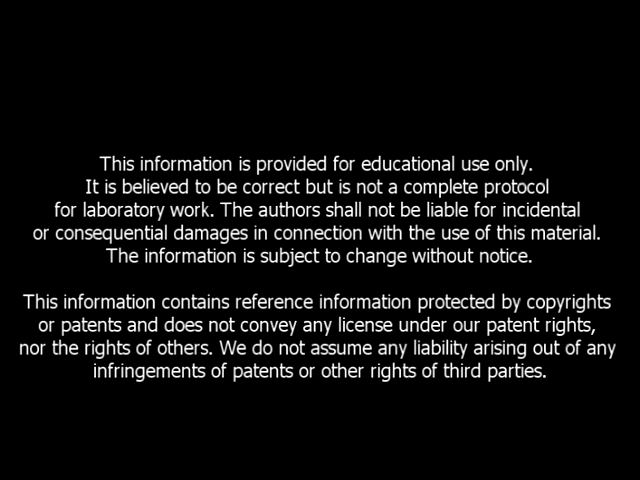 This information is provided for educational use only.
It is believed to be correct but is not a complete protocol
for laboratory work. The authors shall not be liable for incidental
or consequential damages in connection with the use of this material.
The information is subject to change without notice.
This information contains reference information protected by copyrights
or patents and does not convey any license under our patent rights,
nor the rights of others. We do not assume any liability arising out of any
infringements of patents or other rights of third parties.